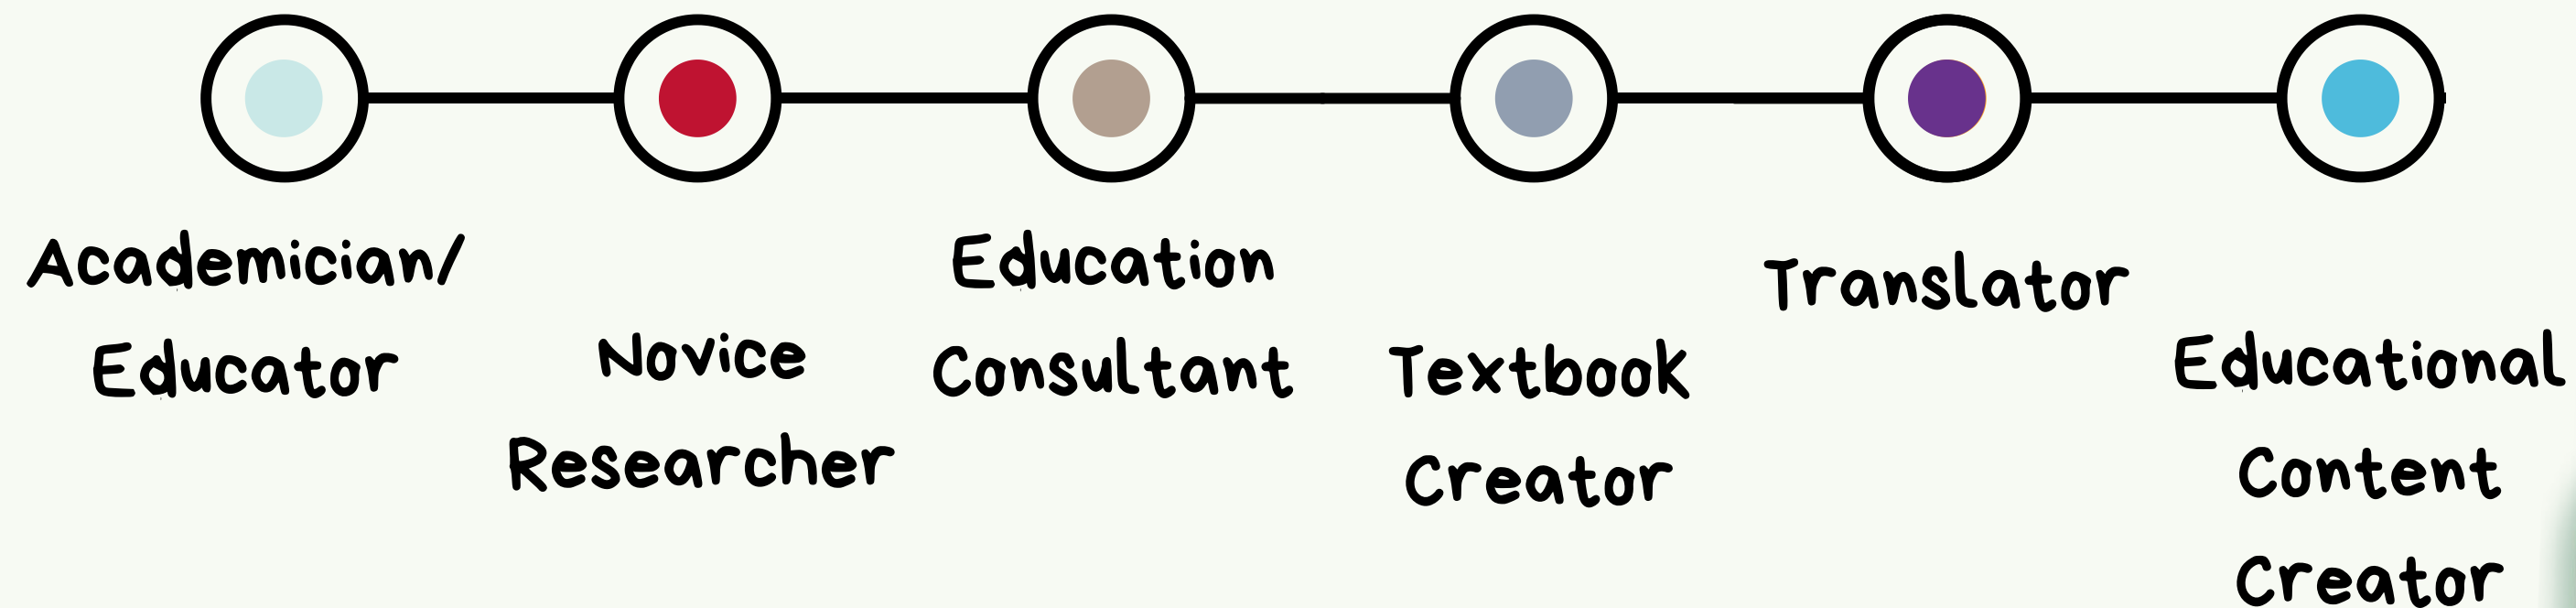 Academician/
Educator
Novice
Researcher
Education
Consultant
Textbook
Creator
Translator
Educational
Content
Creator